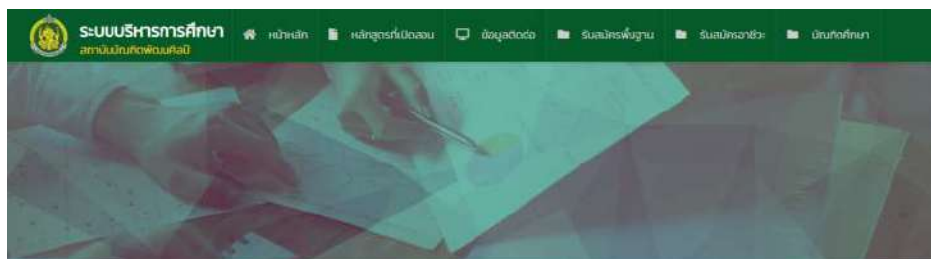 ระบบบริหารการศึกษา
สถาบันบัณฑิตพัฒนศิลป์
หน้าหลัก
หลักสูตรที่เปิดสอน
ข้อมูลติดต่อ
รับสมัครพื้นฐาน
รับสมัครอาชีวะ
บัณฑิตศึกษา